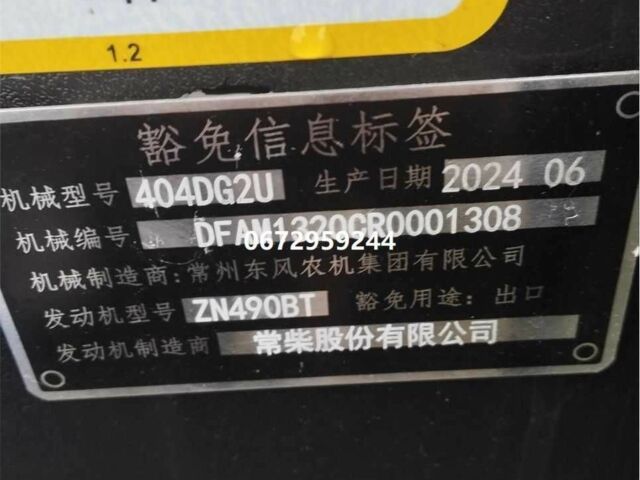 1.2
豁免信息标签
机械型号 404DG2U 生产日期 2024 06
机械编号 DFAM1320CR0001308
0672959244
机械制造商：常州东风农机集团有限公司
发动机型号 ZN490BT 豁免用途：出口
发动机制造商 常柴股份有限公司